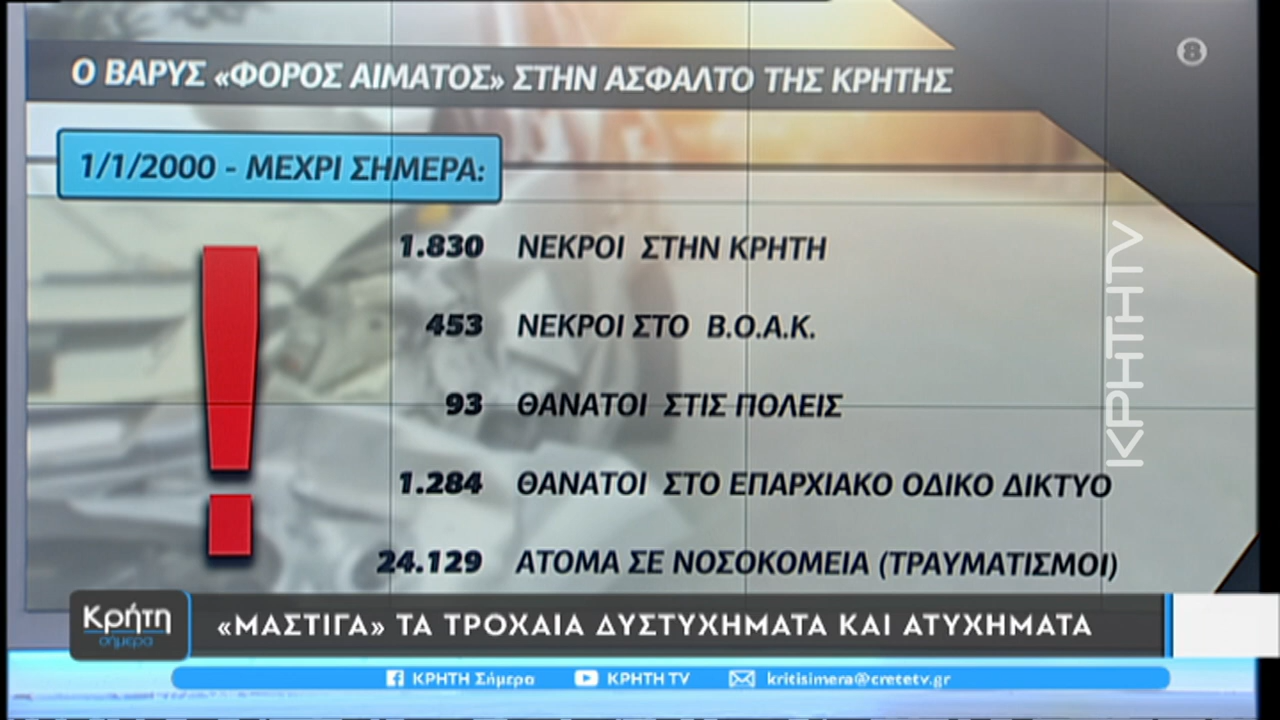 Ο ΒΑΡΥΣ «ΦΟΡΟΣ ΑΙΜΑΤΟΣ» ΣΤΗΝ ΑΣΦΑΛΤΟ ΤΗΣ ΚΡΗΤΗΣ
8
1/1/2000 - ΜΕΧΡΙ ΣΗΜΕΡΑ:
1.830 ΝΕΚΡΟΙ ΣΤΗΝ ΚΡΗΤΗ
453 ΝΕΚΡΟΙ ΣΤΟ Β.Ο.Α.Κ.
93 ΘΑΝΑΤΟΙ ΣΤΙΣ ΠΟΛΕΙΣ
1.284 ΘΑΝΑΤΟΙ ΣΤΟ ΕΠΑΡΧΙΑΚΟ ΟΔΙΚΟ ΔΙΚΤΥΟ
24.129 ΑΤΟΜΑ ΣΕ ΝΟΣΟΚΟΜΕΙΑ (ΤΡΑΥΜΑΤΙΣΜΟΙ)
!
ΚΡΗΤΗTV
Κρήτη
σήμερα
«ΜΑΣΤΙΓΑ» ΤΑ ΤΡΟΧΑΙΑ ΔΥΣΤΥΧΗΜΑΤΑ ΚΑΙ ΑΤΥΧΗΜΑΤΑ
ΚΡΗΤΗ Σήμερα ΚΡΗΤΗ TV kritisimera@cretetv.gr